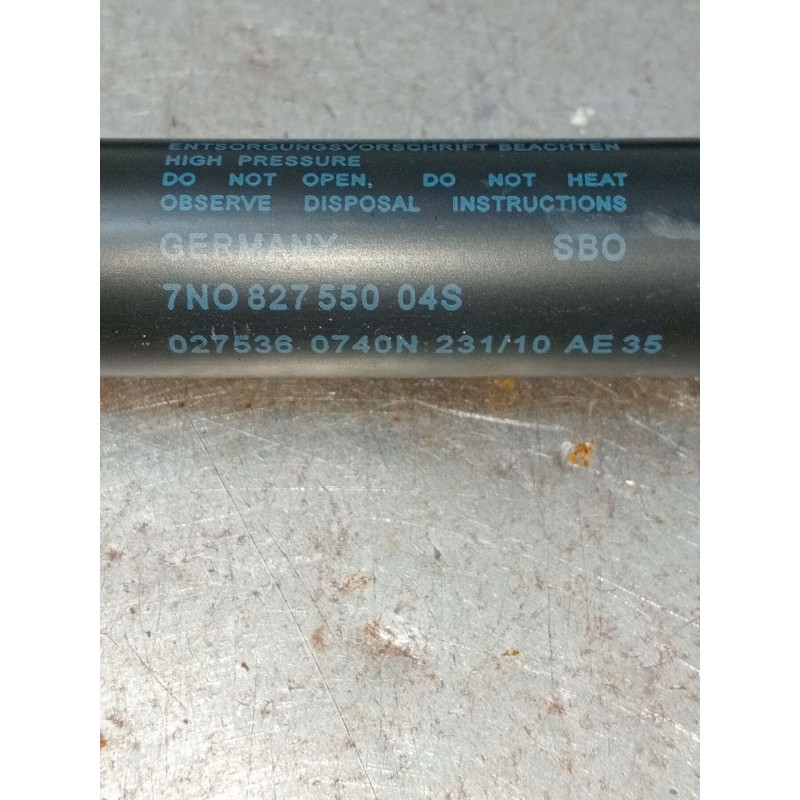 ENTSORGUNGSVORSCHRIFT BEACHTEN
HIGH PRESSURE
DO NOT OPEN, DO NOT HEAT
OBSERVE DISPOSAL INSTRUCTIONS
GERMANY SBO
7NO 827 550 04S
027536 0740N 231/10 AE 35